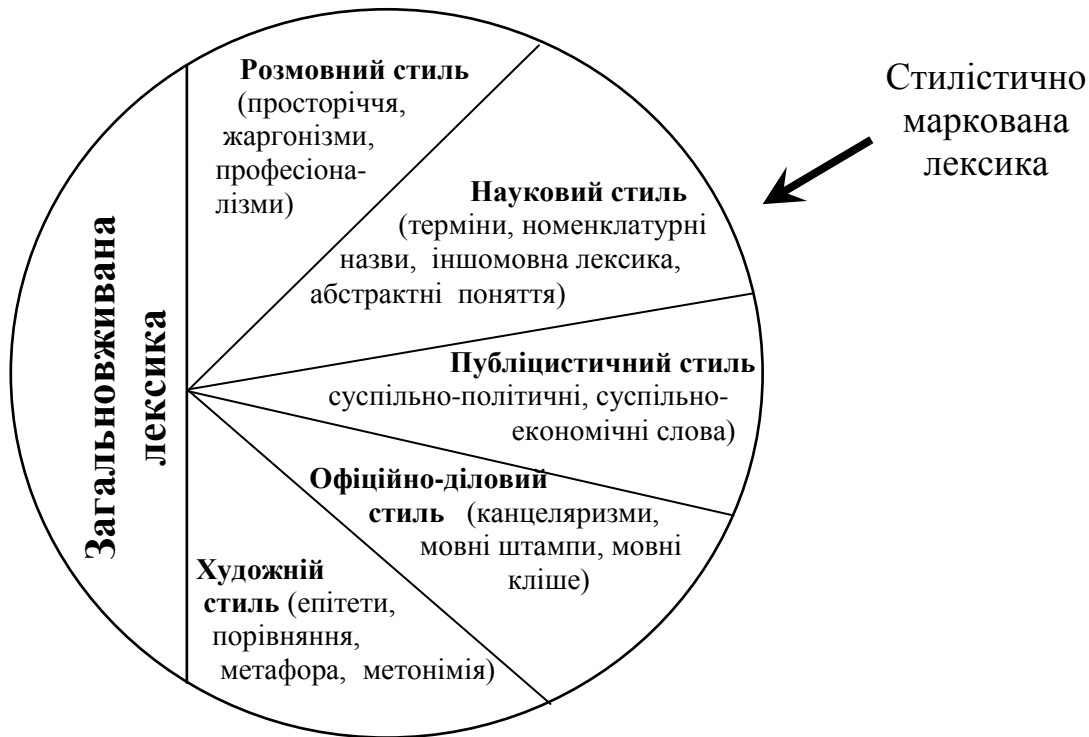 Розмовний стиль
(просторіччя,
жаргонізми,
професіона-
лізми)
Стилістично
маркована
лексика
Науковий стиль
(терміни, номенклатурні
назви, іншомовна лексика,
абстрактні поняття)
Загальновживана
лексика
Публіцистичний стиль
суспільно-політичні, суспільно-
економічні слова)
Офіційно-діловий
стиль (канцеляризми,
мовні штампи, мовні
кліше)
Художній
стиль (епітети,
порівняння,
метафора, метонімія)